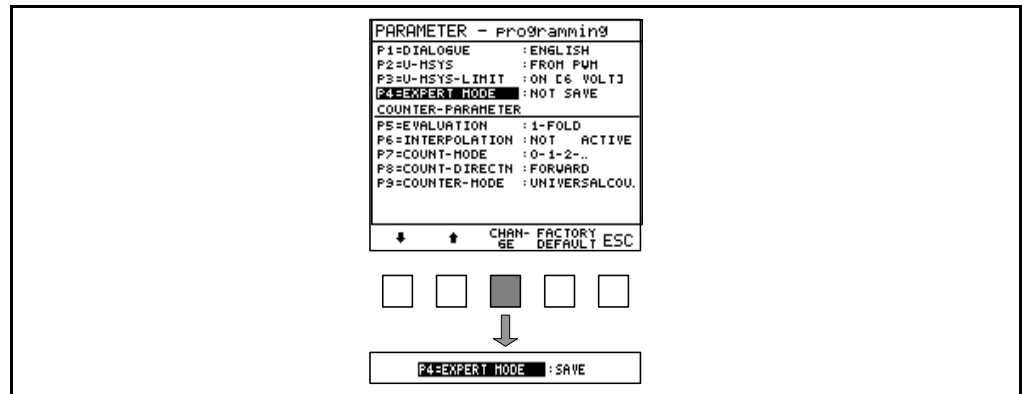 PARAMETER - programming
P1=DIALOGUE :ENGLISH
P2=U-MSYS :FROM PWM
P3=U-MSYS-LIMIT :ON [6 VOLT]
P4=EXPERT MODE :NOT SAVE
COUNTER-PARAMETER
P5=EVALUATION :1-FOLD
P6=INTERPOLATION :NOT ACTIVE
P7=COUNT-MODE :0-1-2-..
P8=COUNT-DIRECTN :FORWARD
P9=COUNTER-MODE :UNIVERSALCOU.
CHAN- FACTORY ESC
GE DEFAULT
P4=EXPERT MODE :SAVE